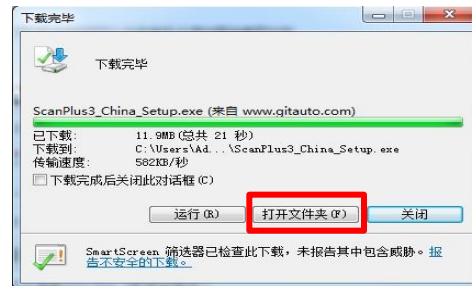 下载完毕
下载完毕
ScanPlus3_China_Setup.exe (来自 www.gitauto.com)
已下载: 11.9MB(总共 21 秒)
下载到: C:\Users\Ad...\ScanPlus3_China_Setup.exe
传输速度: 582KB/秒
下载完成后关闭此对话框(C)
运行(R) 打开文件夹(F) 关闭
SmartScreen 筛选器已检查此下载，未报告其中包含威胁。报
告不安全的下载。